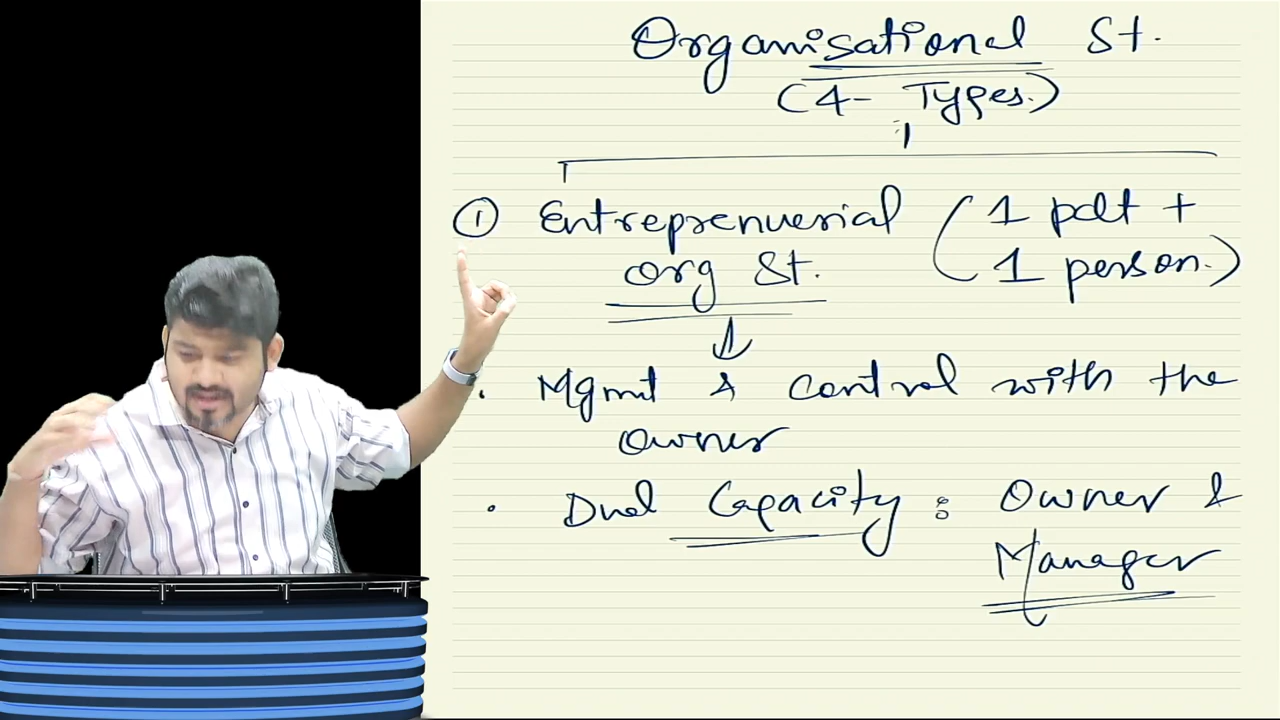 Organisational St.
(4- Types.)
① Entreprenuerial (1 pdt +
org St. 1 person.)
• Mgmt & control with the
Owner
• Dual Capacity : Owner &
Manager